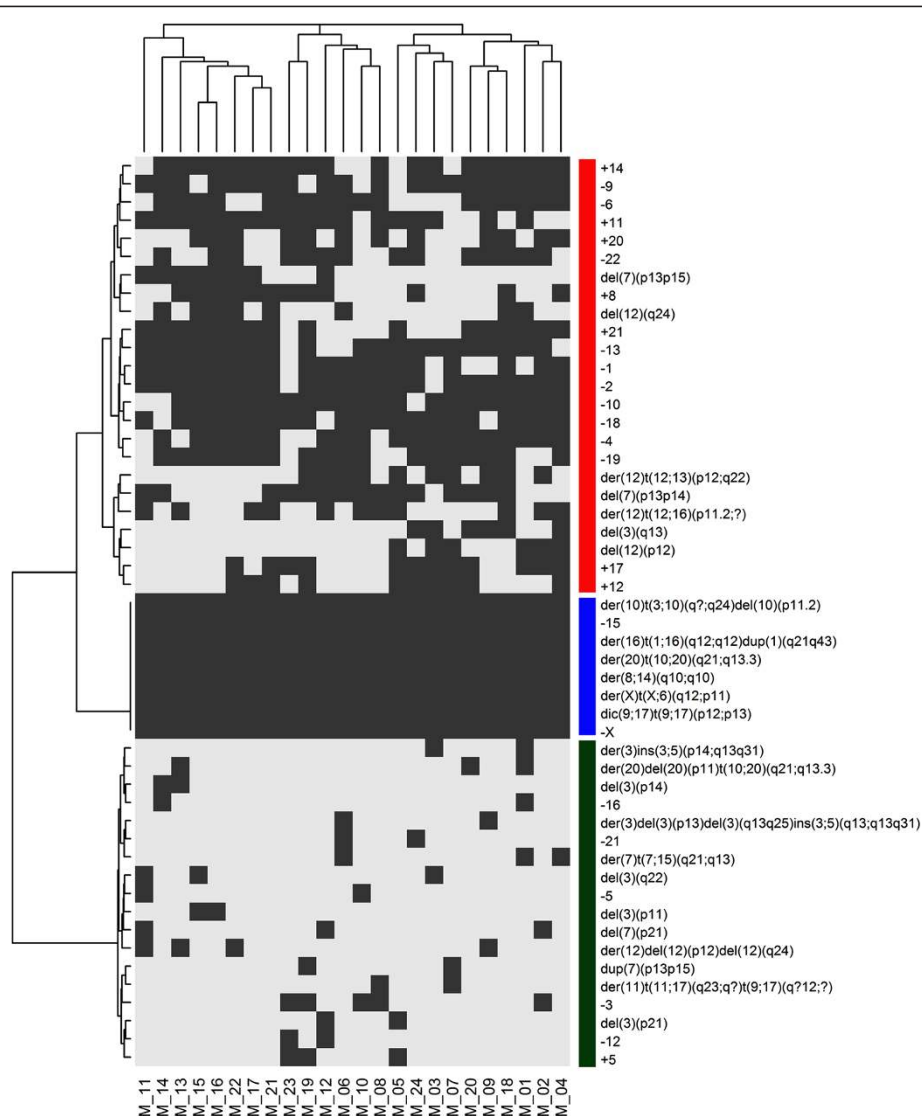 +14
-9
-6
+11
+20
-22
del(7)(p13p15)
+8
del(12)(q24)
+21
-13
-1
-2
-10
-18
-4
-19
der(12)t(12;13)(p12;q22)
del(7)(p13p14)
der(12)t(12;16)(p11.2;?)
del(3)(q13)
del(12)(p12)
+17
+12
der(10)t(3;10)(q?;q24)del(10)(p11.2)
-15
der(16)t(1;16)(q12;q12)dup(1)(q21q43)
der(20)t(10;20)(q21;q13.3)
der(8;14)(q10;q10)
der(X)t(X;6)(q12;p11)
dic(9;17)t(9;17)(p12;p13)
-X
der(3)ins(3;5)(p14;q13q31)
der(20)del(20)(p11)t(10;20)(q21;q13.3)
del(3)(p14)
-16
der(3)del(3)(p13)del(3)(q13q25)ins(3;5)(q13;q13q31)
-21
der(7)t(7;15)(q21;q13)
del(3)(q22)
-5
del(3)(p11)
del(7)(p21)
der(12)del(12)(p12)del(12)(q24)
dup(7)(p13p15)
der(11)t(11;17)(q23;q?)t(9;17)(q?12;?)
-3
del(3)(p21)
-12
+5
M_11
M_14
M_13
M_15
M_16
M_22
M_17
M_21
M_23
M_19
M_12
M_06
M_10
M_08
M_05
M_24
M_03
M_07
M_20
M_09
M_18
M_01
M_02
M_04